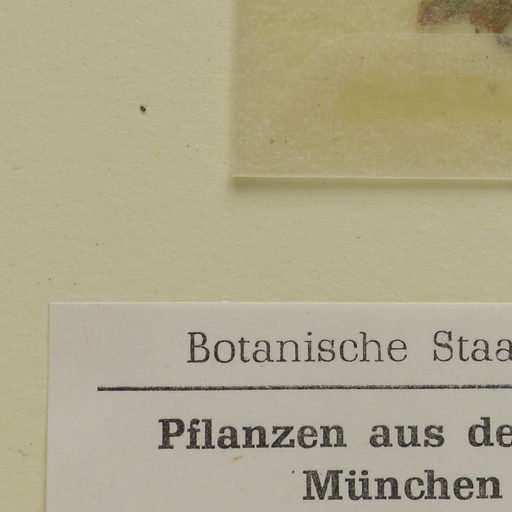 Botanische Staa
Pflanzen aus de
München